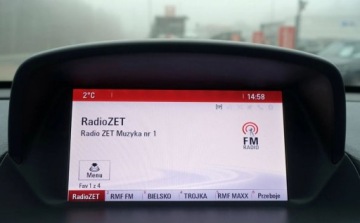 2°C 14:58
RadioZET
Radio ZET Muzyka nr 1
FM
RADIO
Menu
Fav 1 z 4
RadioZET RMF FM BIELSKO TROJKA RMF MAXX Przeboje